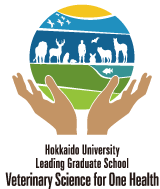 Hokkaido University
Leading Graduate School
Veterinary Science for One Health